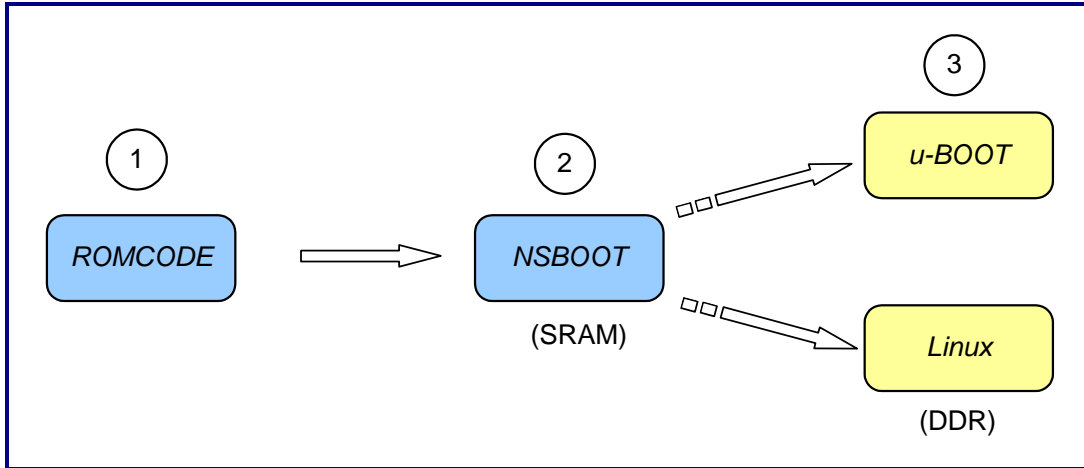 1
ROMCODE
2
NSBOOT
(SRAM)
3
u-BOOT
Linux
(DDR)